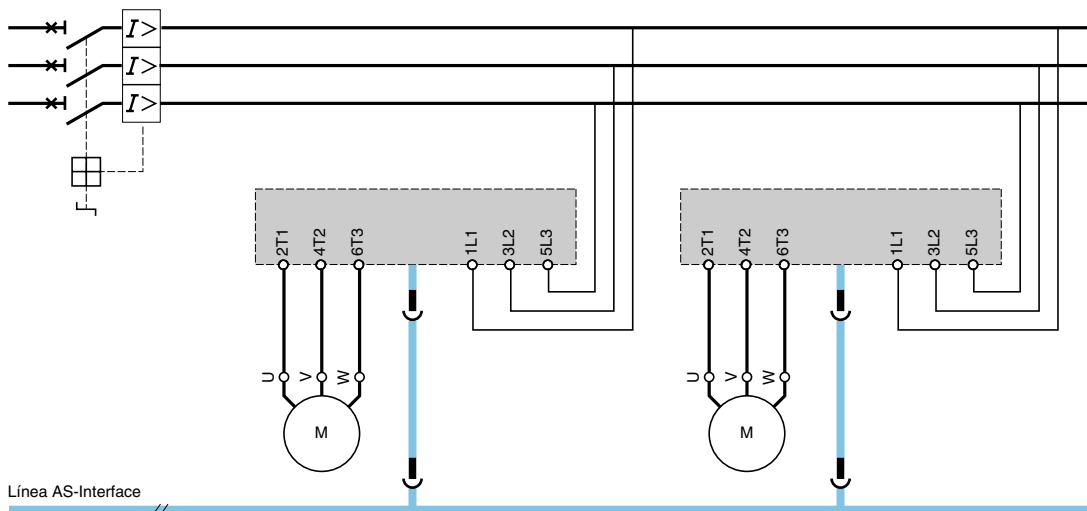 I>
I>
I>
2T1 4T2 6T3 1L1 3L2 5L3 2T1 4T2 6T3 1L1 3L2 5L3
U V W U V W
M M
Línea AS-Interface